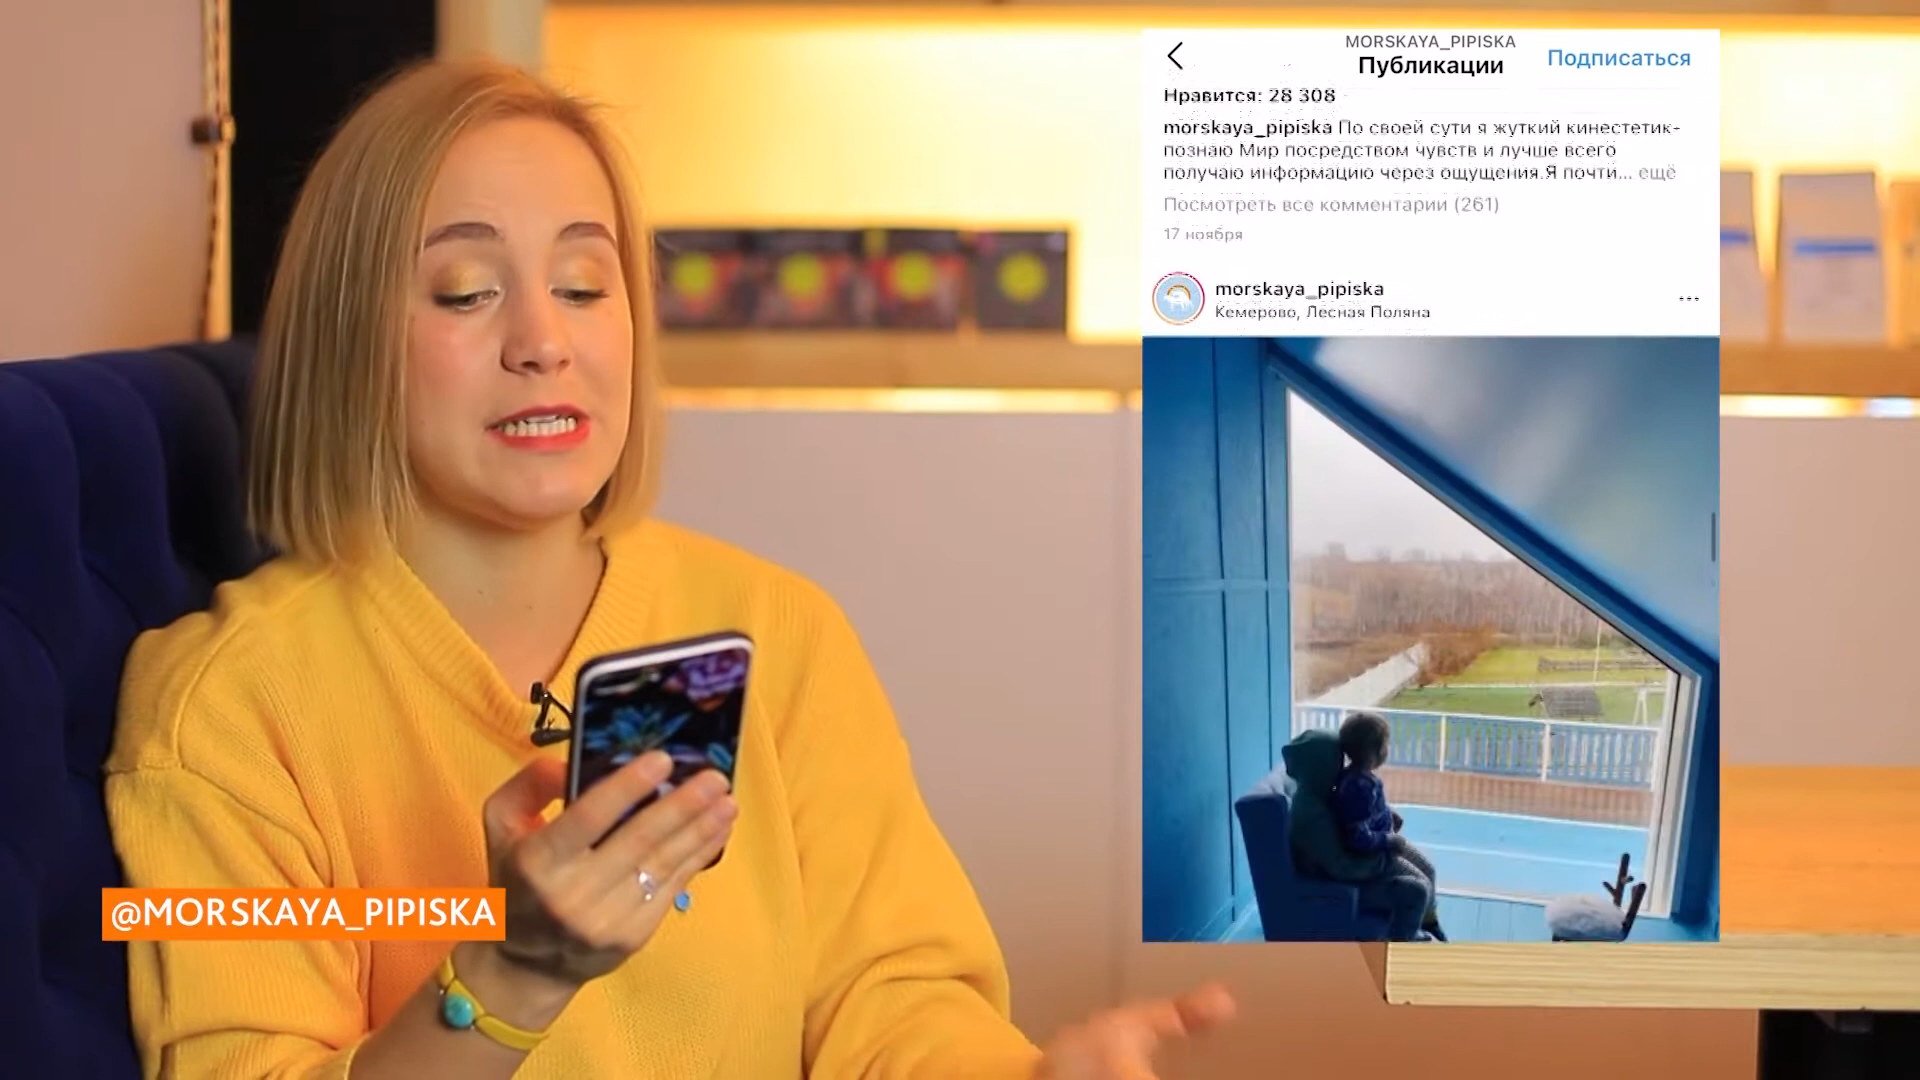 MORSKAYA_PIPISKA
Публикации
Подписаться
Нравится: 28 308
morskaya_pipiska По своей сути я жуткий кинестетик-
познаю Мир посредством чувств и лучше всего
получаю информацию через ощущения.Я почти... ещё
Посмотреть все комментарии (261)
17 ноября
morskaya_pipiska
Кемерово, Лесная Поляна
@MORSKAYA_PIPISKA